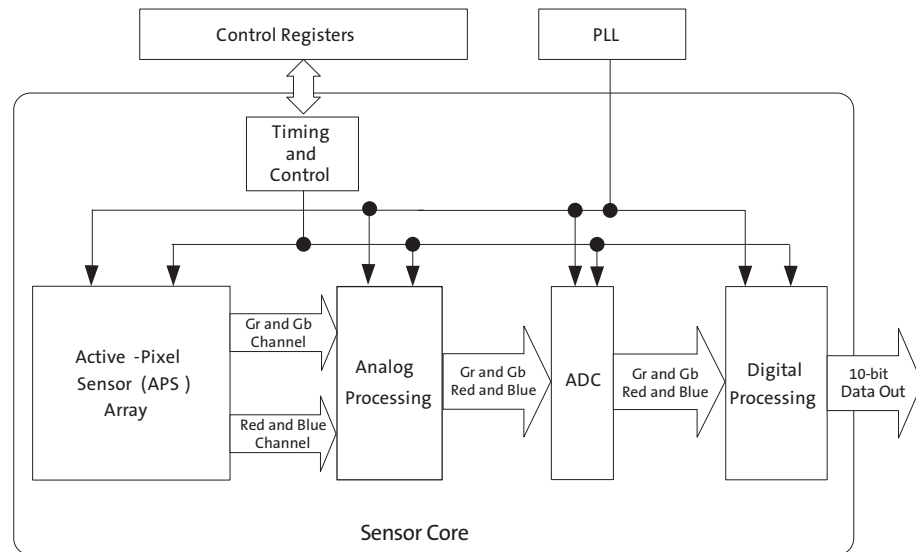 Control Registers
PLL
Timing
and
Control
Active -Pixel
Sensor (APS )
Array
Gr and Gb
Channel
Red and Blue
Channel
Analog
Processing
Gr and Gb
Red and Blue
ADC
Gr and Gb
Red and Blue
Digital
Processing
10-bit
Data Out
Sensor Core